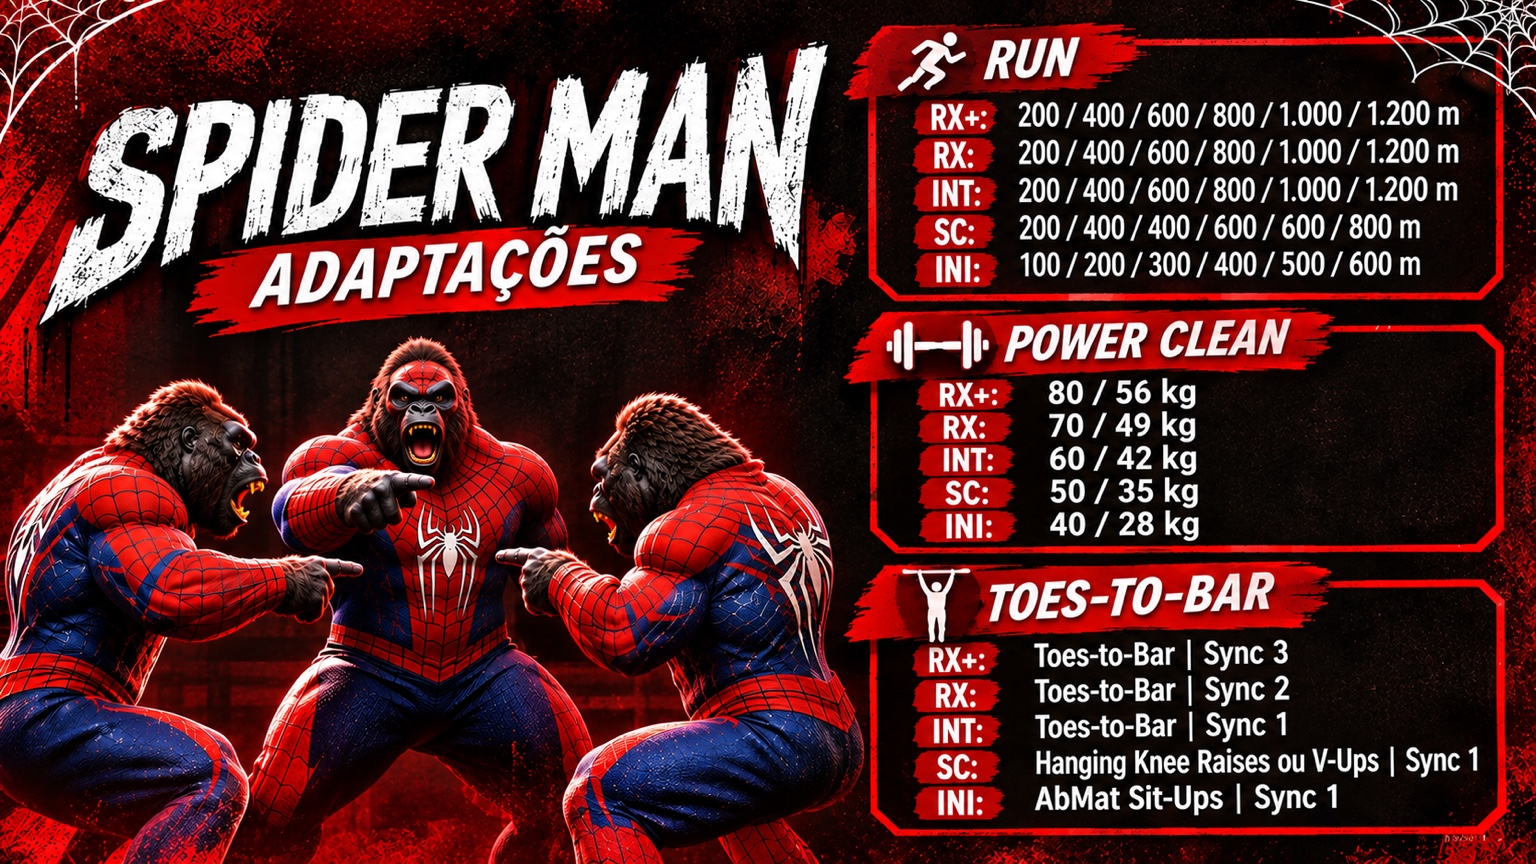 SPIDER MAN
ADAPTAÇÕES
RUN
RX+: 200 / 400 / 600 / 800 / 1.000 / 1.200 m
RX: 200 / 400 / 600 / 800 / 1.000 / 1.200 m
INT: 200 / 400 / 600 / 800 / 1.000 / 1.200 m
SC: 200 / 400 / 400 / 600 / 600 / 800 m
INI: 100 / 200 / 300 / 400 / 500 / 600 m
POWER CLEAN
RX+: 80 / 56 kg
RX: 70 / 49 kg
INT: 60 / 42 kg
SC: 50 / 35 kg
INI: 40 / 28 kg
TOES-TO-BAR
RX+: Toes-to-Bar | Sync 3
RX: Toes-to-Bar | Sync 2
INT: Toes-to-Bar | Sync 1
SC: Hanging Knee Raises ou V-Ups | Sync 1
INI: AbMat Sit-Ups | Sync 1